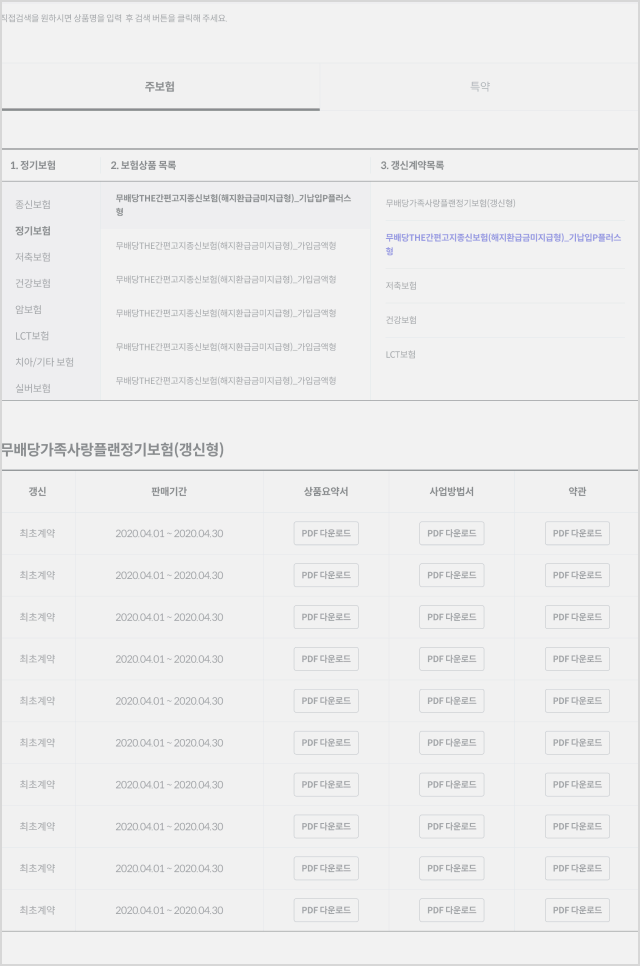 직접검색을 원하시면 상품명을 입력 후 검색 버튼을 클릭해 주세요.
주보험
특약
1. 정기보험
2. 보험상품 목록
3. 갱신계약목록
종신보험
정기보험
저축보험
건강보험
암보험
LCT보험
치아/기타 보험
실버보험
무배당THE간편고지종신보험(해지환급금미지급형)_기납입P플러스
형
무배당THE간편고지종신보험(해지환급금미지급형)_가입금액형
무배당THE간편고지종신보험(해지환급금미지급형)_가입금액형
무배당THE간편고지종신보험(해지환급금미지급형)_가입금액형
무배당THE간편고지종신보험(해지환급금미지급형)_가입금액형
무배당THE간편고지종신보험(해지환급금미지급형)_가입금액형
무배당가족사랑플랜정기보험(갱신형)
무배당THE간편고지종신보험(해지환급금미지급형)_기납입P플러스
형
저축보험
건강보험
LCT보험
무배당가족사랑플랜정기보험(갱신형)
갱신 판매기간 상품요약서 사업방법서 약관
최초계약 2020.04.01 ~ 2020.04.30 PDF 다운로드 PDF 다운로드 PDF 다운로드
최초계약 2020.04.01 ~ 2020.04.30 PDF 다운로드 PDF 다운로드 PDF 다운로드
최초계약 2020.04.01 ~ 2020.04.30 PDF 다운로드 PDF 다운로드 PDF 다운로드
최초계약 2020.04.01 ~ 2020.04.30 PDF 다운로드 PDF 다운로드 PDF 다운로드
최초계약 2020.04.01 ~ 2020.04.30 PDF 다운로드 PDF 다운로드 PDF 다운로드
최초계약 2020.04.01 ~ 2020.04.30 PDF 다운로드 PDF 다운로드 PDF 다운로드
최초계약 2020.04.01 ~ 2020.04.30 PDF 다운로드 PDF 다운로드 PDF 다운로드
최초계약 2020.04.01 ~ 2020.04.30 PDF 다운로드 PDF 다운로드 PDF 다운로드
최초계약 2020.04.01 ~ 2020.04.30 PDF 다운로드 PDF 다운로드 PDF 다운로드
최초계약 2020.04.01 ~ 2020.04.30 PDF 다운로드 PDF 다운로드 PDF 다운로드